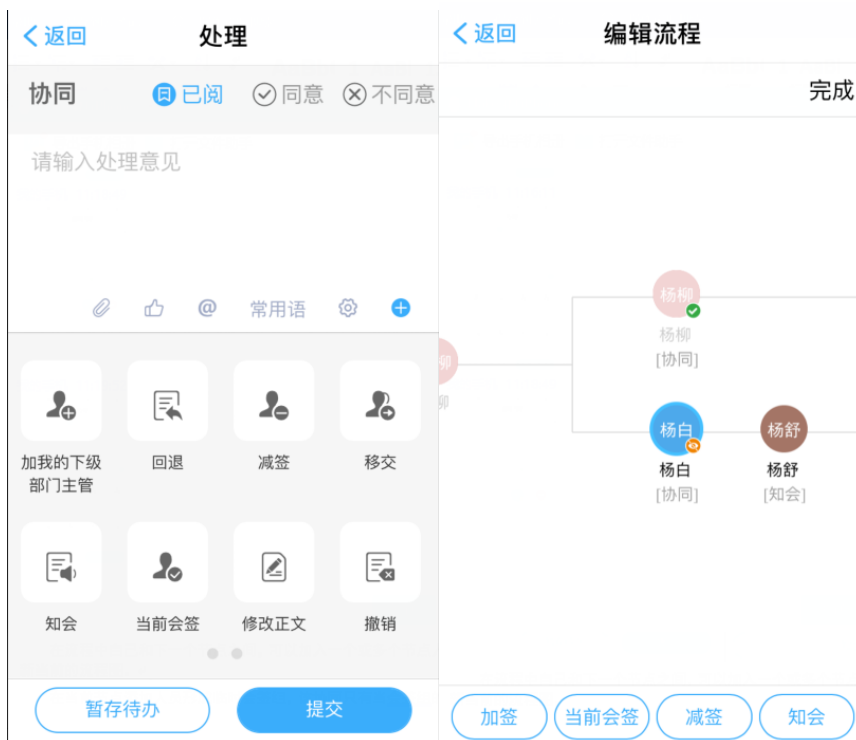 返回
处理
协同
已阅
同意
不同意
请输入处理意见
@
常用语
加我的下级
部门主管
回退
减签
移交
知会
当前会签
修改正文
撤销
暂存待办
提交
返回
编辑流程
完成
杨柳
杨柳
[协同]
柳
柳
杨白
杨舒
杨白
杨舒
[协同]
[知会]
加签
当前会签
减签
知会